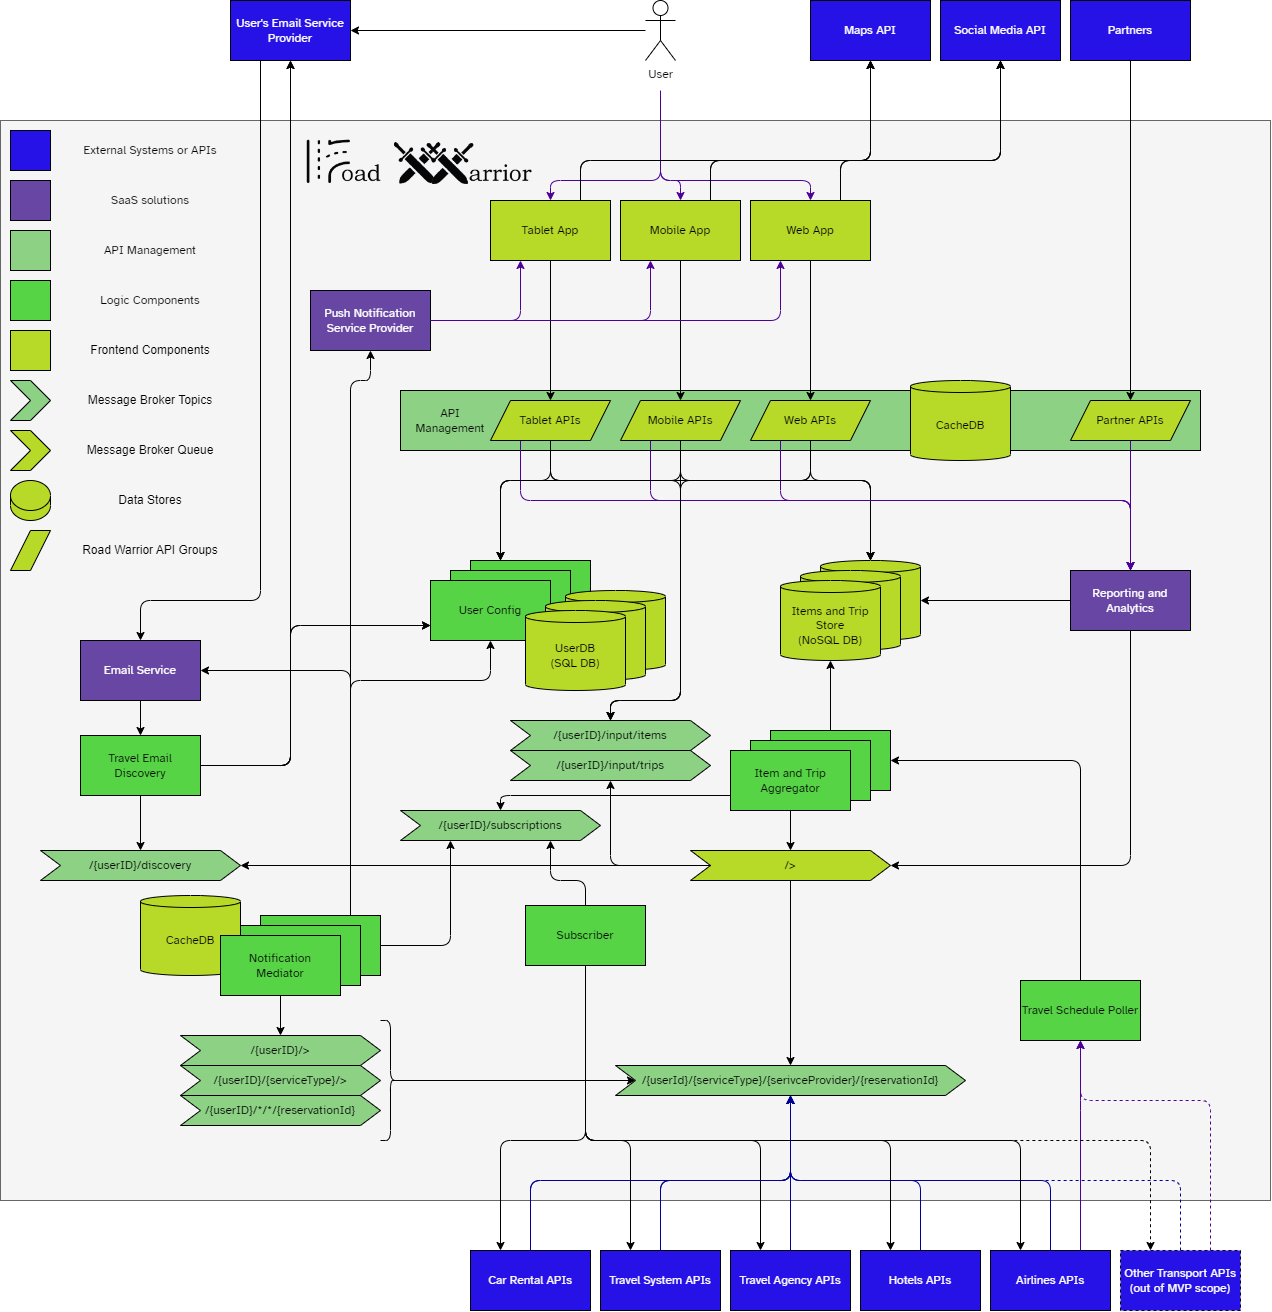 User's Email Service
Provider
User
Maps API
Social Media API
Partners
External Systems or APIs
SaaS solutions
API Management
Logic Components
Frontend Components
Message Broker Topics
Message Broker Queue
Data Stores
Road Warrior API Groups
Road Warrior
Tablet App
Mobile App
Web App
Push Notification
Service Provider
API
Management
Tablet APIs
Mobile APIs
Web APIs
CacheDB
Partner APIs
User Config
UserDB
(SQL DB)
Items and Trip
Store
(NoSQL DB)
Reporting and
Analytics
Email Service
Travel Email
Discovery
/{userID}/input/items
/{userID}/input/trips
Item and Trip
Aggregator
/{userID}/subscriptions
/{userID}/discovery
/>
CacheDB
Notification
Mediator
Subscriber
Travel Schedule Poller
/{userID}/>
/{userID}/{serviceType}/>
/{userID}/*/*/{reservationId}
/{userId}/{serviceType}/{serivceProvider}/{reservationId}
Car Rental APIs
Travel System APIs
Travel Agency APIs
Hotels APIs
Airlines APIs
Other Transport APIs
(out of MVP scope)